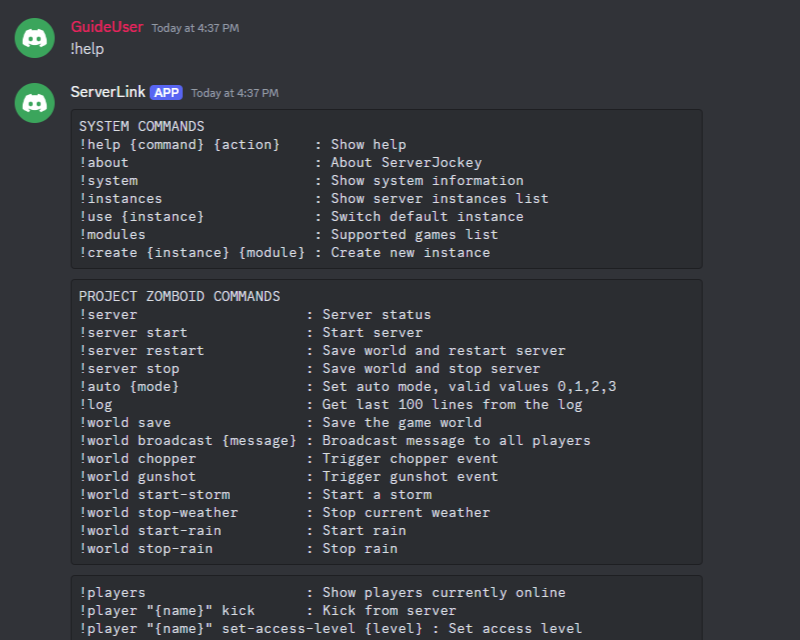 GuideUser Today at 4:37 PM
!help
ServerLink APP Today at 4:37 PM
SYSTEM COMMANDS
!help {command} {action}    : Show help
!about                      : About ServerJockey
!system                     : Show system information
!instances                  : Show server instances list
!use {instance}             : Switch default instance
!modules                    : Supported games list
!create {instance} {module} : Create new instance
PROJECT ZOMBOID COMMANDS
!server                    : Server status
!server start              : Start server
!server restart            : Save world and restart server
!server stop               : Save world and stop server
!auto {mode}               : Set auto mode, valid values 0,1,2,3
!log                       : Get last 100 lines from the log
!world save                : Save the game world
!world broadcast {message} : Broadcast message to all players
!world chopper             : Trigger chopper event
!world gunshot             : Trigger gunshot event
!world start-storm         : Start a storm
!world stop-weather        : Stop current weather
!world start-rain          : Start rain
!world stop-rain           : Stop rain
!players                   : Show players currently online
!player "{name}" kick      : Kick from server
!player "{name}" set-access-level {level} : Set access level